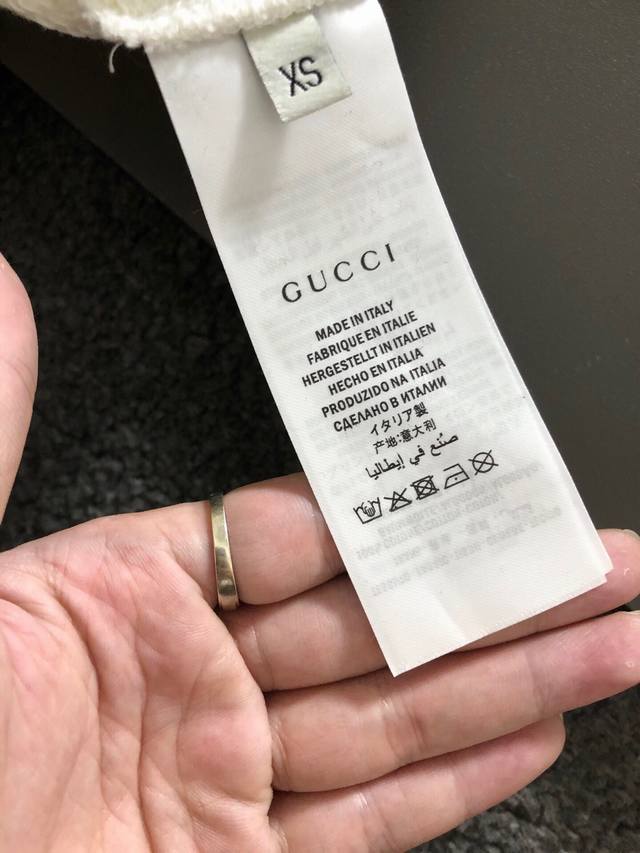 XS
GUCCI
MADE IN ITALY
FABRIQUE EN ITALIE
HERGESTELLT IN ITALIEN
HECHO EN ITALIA
PRODUZIDO NA ITALIA
СДЕЛАНО В ИТАЛИИ
イタリア製
产地:意大利
صنع في إيطاليا